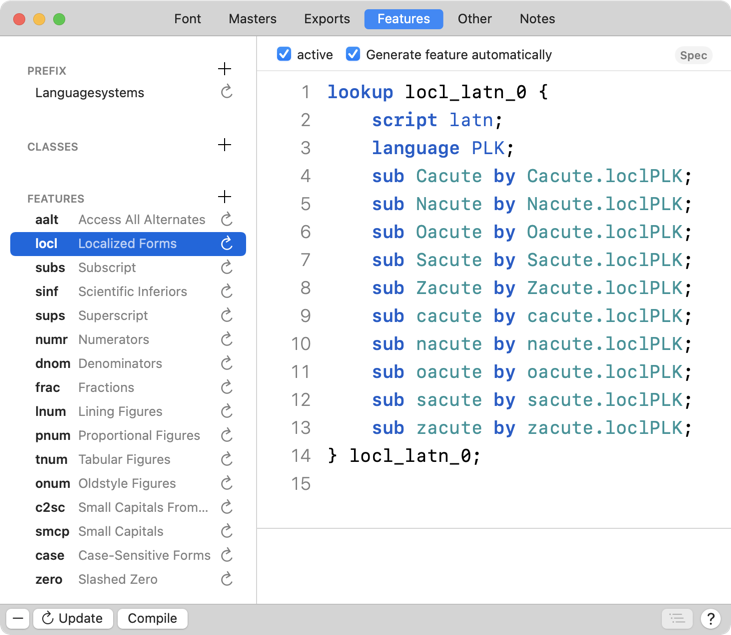 Font Masters Exports Features Other Notes
PREFIX
Languagesystems
CLASSES
FEATURES
aalt Access All Alternates
locl Localized Forms
subs Subscript
sinf Scientific Inferiors
sups Superscript
numr Numerators
dnom Denominators
frac Fractions
lnum Lining Figures
pnum Proportional Figures
tnum Tabular Figures
onum Oldstyle Figures
c2sc Small Capitals From...
smcp Small Capitals
case Case-Sensitive Forms
zero Slashed Zero
active Generate feature automatically Spec
1 lookup locl_latn_0 {
2 script latn;
3 language PLK;
4 sub Cacute by Cacute.loclPLK;
5 sub Nacute by Nacute.loclPLK;
6 sub Oacute by Oacute.loclPLK;
7 sub Sacute by Sacute.loclPLK;
8 sub Zacute by Zacute.loclPLK;
9 sub cacute by cacute.loclPLK;
10 sub nacute by nacute.loclPLK;
11 sub oacute by oacute.loclPLK;
12 sub sacute by sacute.loclPLK;
13 sub zacute by zacute.loclPLK;
14 } locl_latn_0;
15
Update Compile ?